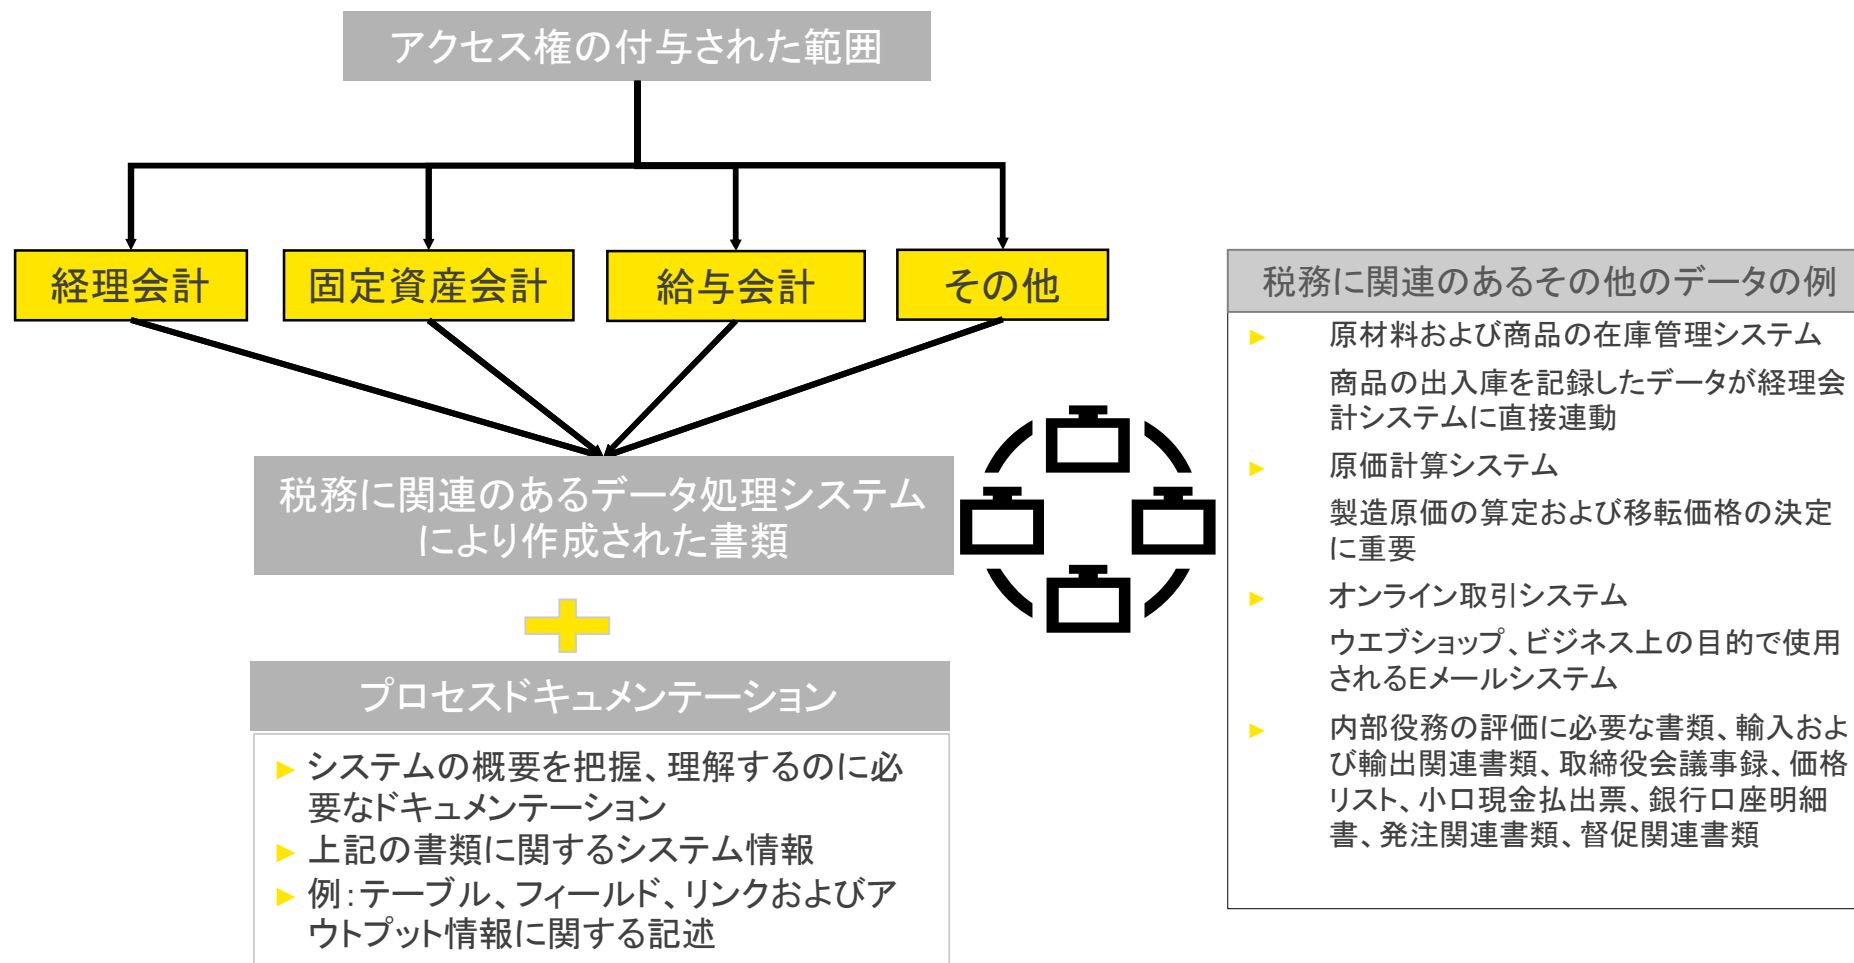 アクセス権の付与された範囲
経理会計
固定資産会計
給与会計
その他
税務に関連のあるデータ処理システム
により作成された書類
プロセスドキュメンテーション
► システムの概要を把握、理解するのに必
要なドキュメンテーション
► 上記の書類に関するシステム情報
► 例：テーブル、フィールド、リンクおよびア
ウトプット情報に関する記述
税務に関連のあるその他のデータの例
► 原材料および商品の在庫管理システム
商品の出入庫を記録したデータが経理会
計システムに直接連動
► 原価計算システム
製造原価の算定および移転価格の決定
に重要
► オンライン取引システム
ウエブショップ、ビジネス上の目的で使用
されるEメールシステム
► 内部役務の評価に必要な書類、輸入およ
び輸出関連書類、取締役会議事録、価格
リスト、小口現金払出票、銀行口座明細
書、発注関連書類、督促関連書類